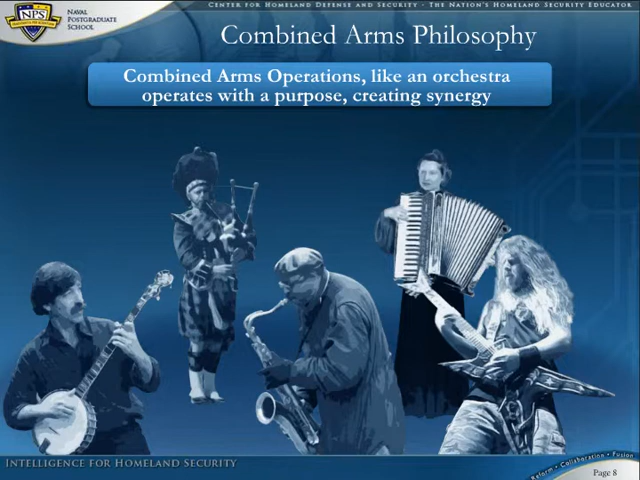 Center for Homeland Defense and Security - The Nation's Homeland Security Educator
NPS
Naval
Postgraduate
School
Combined Arms Philosophy
Combined Arms Operations, like an orchestra
operates with a purpose, creating synergy
Intelligence for Homeland Security
Reform • Collaboration • Fusion
Page 8